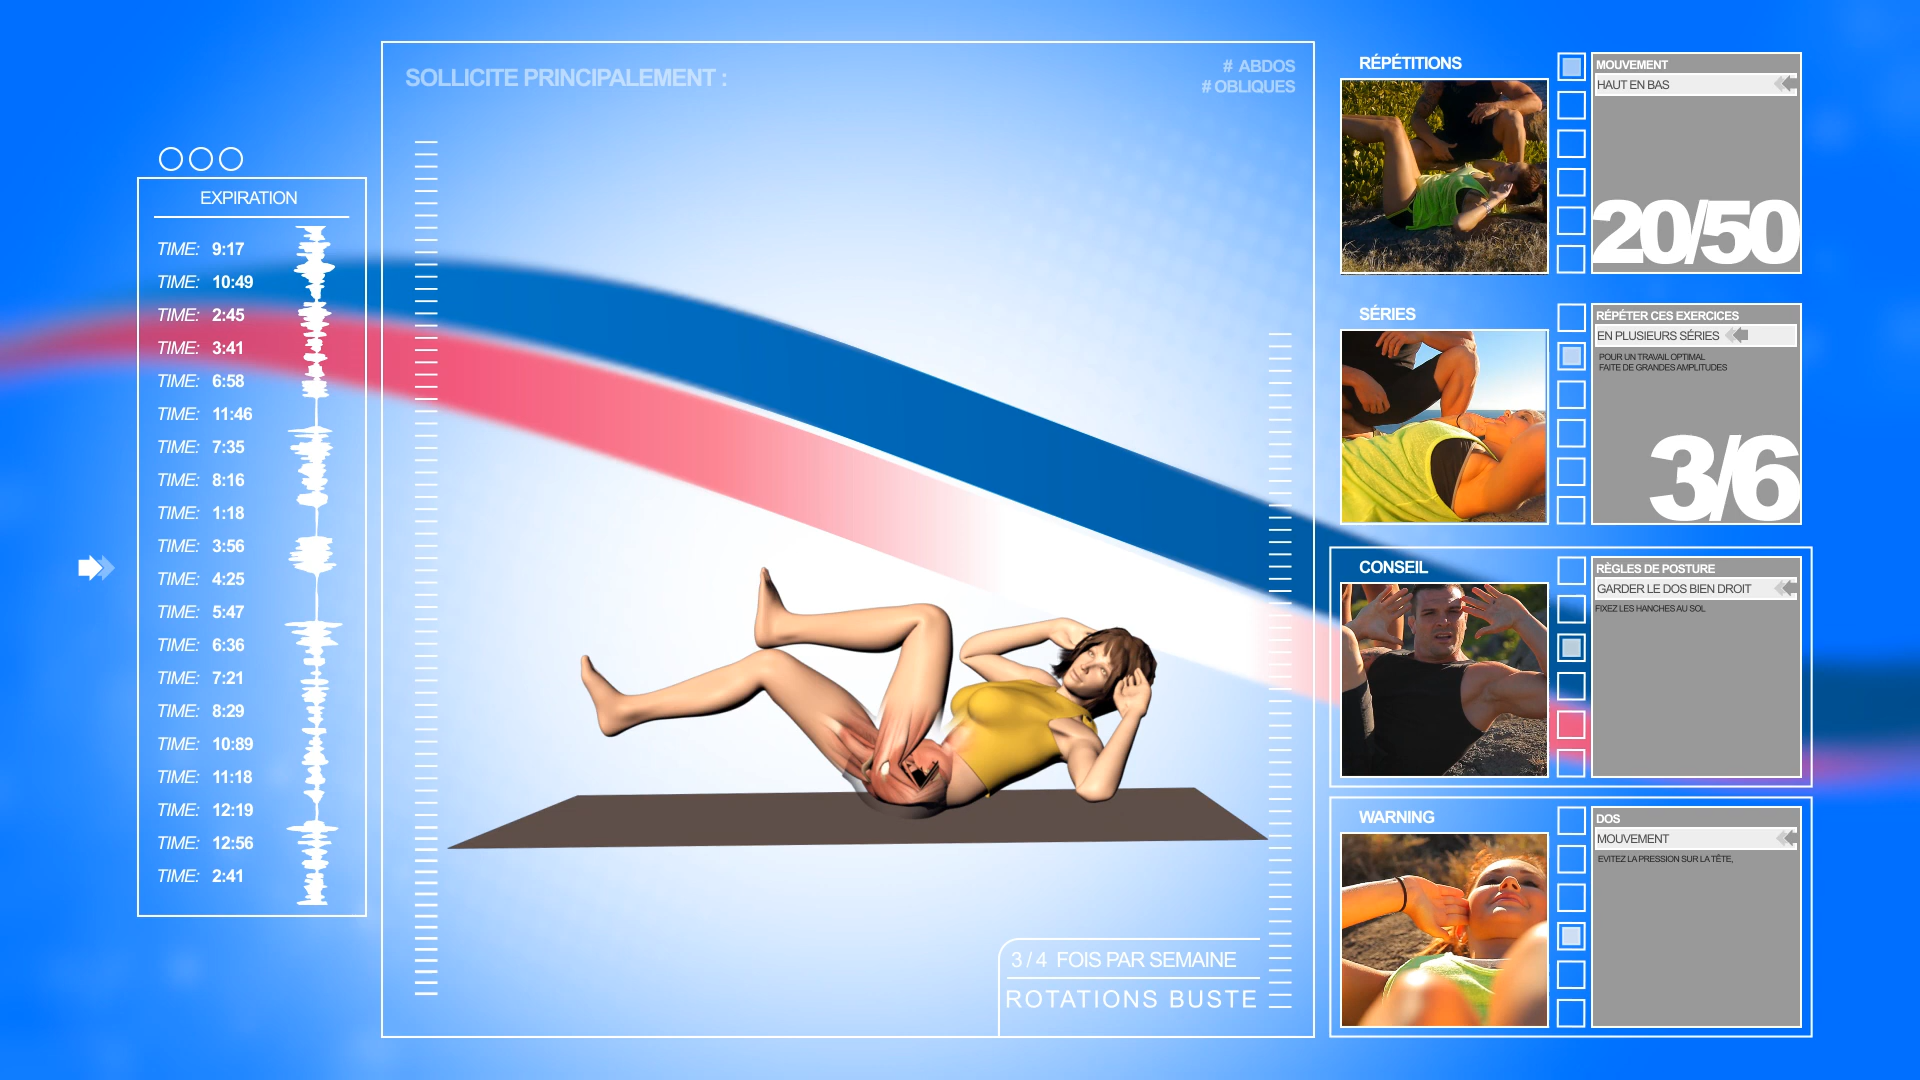 EXPIRATION
TIME: 9:17
TIME: 10:49
TIME: 2:45
TIME: 3:41
TIME: 6:58
TIME: 11:46
TIME: 7:35
TIME: 8:16
TIME: 1:18
TIME: 3:56
TIME: 4:25
TIME: 5:47
TIME: 6:36
TIME: 7:21
TIME: 8:29
TIME: 10:89
TIME: 11:18
TIME: 12:19
TIME: 12:56
TIME: 2:41
SOLLICITE PRINCIPALEMENT :
# ABDOS
# OBLIQUES
3 / 4 FOIS PAR SEMAINE
ROTATIONS BUSTE
RÉPÉTITIONS
MOUVEMENT
HAUT EN BAS
20/50
SÉRIES
RÉPÉTER CES EXERCICES
EN PLUSIEURS SÉRIES
POUR UN TRAVAIL OPTIMAL
FAITE DE GRANDES AMPLITUDES
3/6
CONSEIL
RÈGLES DE POSTURE
GARDER LE DOS BIEN DROIT
FIXEZ LES HANCHES AU SOL
WARNING
DOS
MOUVEMENT
EVITEZ LA PRESSION SUR LA TÊTE,